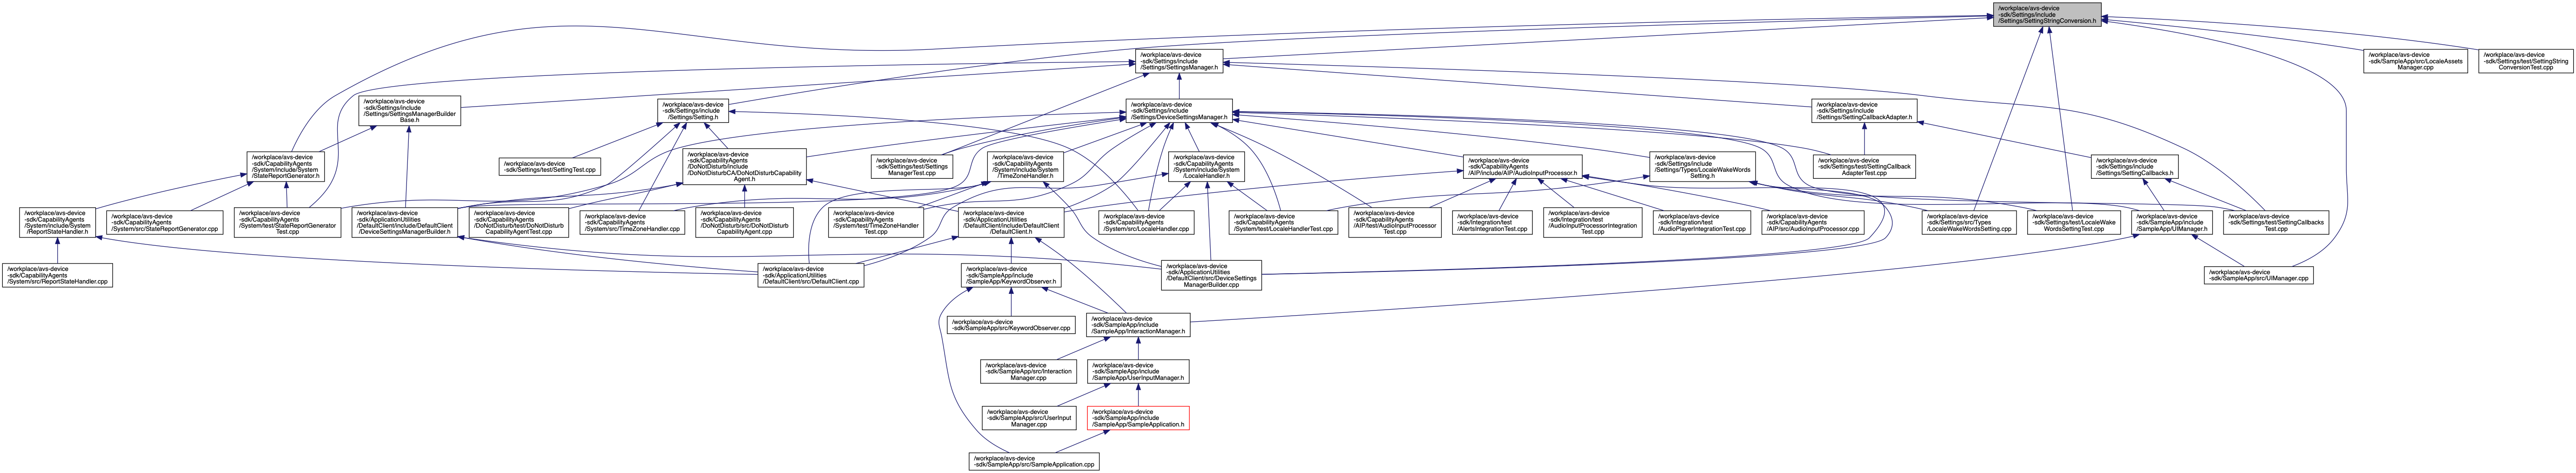 /workplace/avs-device
-sdk/Settings/include
/Settings/SettingStringConversion.h
/workplace/avs-device
-sdk/Settings/include
/Settings/SettingsManager.h
/workplace/avs-device
-sdk/SampleApp/src/LocaleAssets
Manager.cpp
/workplace/avs-device
-sdk/Settings/test/SettingString
ConversionTest.cpp
/workplace/avs-device
-sdk/Settings/include
/Settings/SettingsManagerBuilder
Base.h
/workplace/avs-device
-sdk/Settings/include
/Settings/Setting.h
/workplace/avs-device
-sdk/Settings/include
/Settings/DeviceSettingsManager.h
/workplace/avs-device
-sdk/Settings/include
/Settings/SettingCallbackAdapter.h
/workplace/avs-device
-sdk/CapabilityAgents
/System/include/System
/StateReportGenerator.h
/workplace/avs-device
-sdk/Settings/test/SettingTest.cpp
/workplace/avs-device
-sdk/CapabilityAgents
/DoNotDisturb/include
/DoNotDisturbCA/DoNotDisturbCapability
Agent.h
/workplace/avs-device
-sdk/Settings/test/Settings
ManagerTest.cpp
/workplace/avs-device
-sdk/CapabilityAgents
/System/include/System
/TimeZoneHandler.h
/workplace/avs-device
-sdk/CapabilityAgents
/System/include/System
/LocaleHandler.h
/workplace/avs-device
-sdk/CapabilityAgents
/AIP/include/AIP/AudioInputProcessor.h
/workplace/avs-device
-sdk/Settings/include
/Settings/Types/LocaleWakeWords
Setting.h
/workplace/avs-device
-sdk/Settings/test/SettingCallback
AdapterTest.cpp
/workplace/avs-device
-sdk/Settings/include
/Settings/SettingCallbacks.h
/workplace/avs-device
-sdk/CapabilityAgents
/System/include/System
/ReportStateHandler.h
/workplace/avs-device
-sdk/CapabilityAgents
/System/src/StateReportGenerator.cpp
/workplace/avs-device
-sdk/CapabilityAgents
/System/test/StateReportGenerator
Test.cpp
/workplace/avs-device
-sdk/ApplicationUtilities
/DefaultClient/include/DefaultClient
/DeviceSettingsManagerBuilder.h
/workplace/avs-device
-sdk/CapabilityAgents
/DoNotDisturb/test/DoNotDisturb
CapabilityAgentTest.cpp
/workplace/avs-device
-sdk/CapabilityAgents
/System/src/TimeZoneHandler.cpp
/workplace/avs-device
-sdk/CapabilityAgents
/DoNotDisturb/src/DoNotDisturb
CapabilityAgent.cpp
/workplace/avs-device
-sdk/CapabilityAgents
/System/test/TimeZoneHandler
Test.cpp
/workplace/avs-device
-sdk/ApplicationUtilities
/DefaultClient/include/DefaultClient
/DefaultClient.h
/workplace/avs-device
-sdk/CapabilityAgents
/System/src/LocaleHandler.cpp
/workplace/avs-device
-sdk/CapabilityAgents
/System/test/LocaleHandlerTest.cpp
/workplace/avs-device
-sdk/CapabilityAgents
/AIP/test/AudioInputProcessor
Test.cpp
/workplace/avs-device
-sdk/Integration/test
/AlertsIntegrationTest.cpp
/workplace/avs-device
-sdk/Integration/test
/AudioInputProcessorIntegration
Test.cpp
/workplace/avs-device
-sdk/Integration/test
/AudioPlayerIntegrationTest.cpp
/workplace/avs-device
-sdk/CapabilityAgents
/AIP/src/AudioInputProcessor.cpp
/workplace/avs-device
-sdk/Settings/src/Types
/LocaleWakeWordsSetting.cpp
/workplace/avs-device
-sdk/Settings/test/LocaleWake
WordsSettingTest.cpp
/workplace/avs-device
-sdk/SampleApp/include
/SampleApp/UIManager.h
/workplace/avs-device
-sdk/Settings/test/SettingCallbacks
Test.cpp
/workplace/avs-device
-sdk/CapabilityAgents
/System/src/ReportStateHandler.cpp
/workplace/avs-device
-sdk/ApplicationUtilities
/DefaultClient/src/DefaultClient.cpp
/workplace/avs-device
-sdk/SampleApp/include
/SampleApp/KeywordObserver.h
/workplace/avs-device
-sdk/ApplicationUtilities
/DefaultClient/src/DeviceSettings
ManagerBuilder.cpp
/workplace/avs-device
-sdk/SampleApp/src/UIManager.cpp
/workplace/avs-device
-sdk/SampleApp/src/KeywordObserver.cpp
/workplace/avs-device
-sdk/SampleApp/include
/SampleApp/InteractionManager.h
/workplace/avs-device
-sdk/SampleApp/src/Interaction
Manager.cpp
/workplace/avs-device
-sdk/SampleApp/include
/SampleApp/UserInputManager.h
/workplace/avs-device
-sdk/SampleApp/src/UserInput
Manager.cpp
/workplace/avs-device
-sdk/SampleApp/include
/SampleApp/SampleApplication.h
/workplace/avs-device
-sdk/SampleApp/src/SampleApplication.cpp